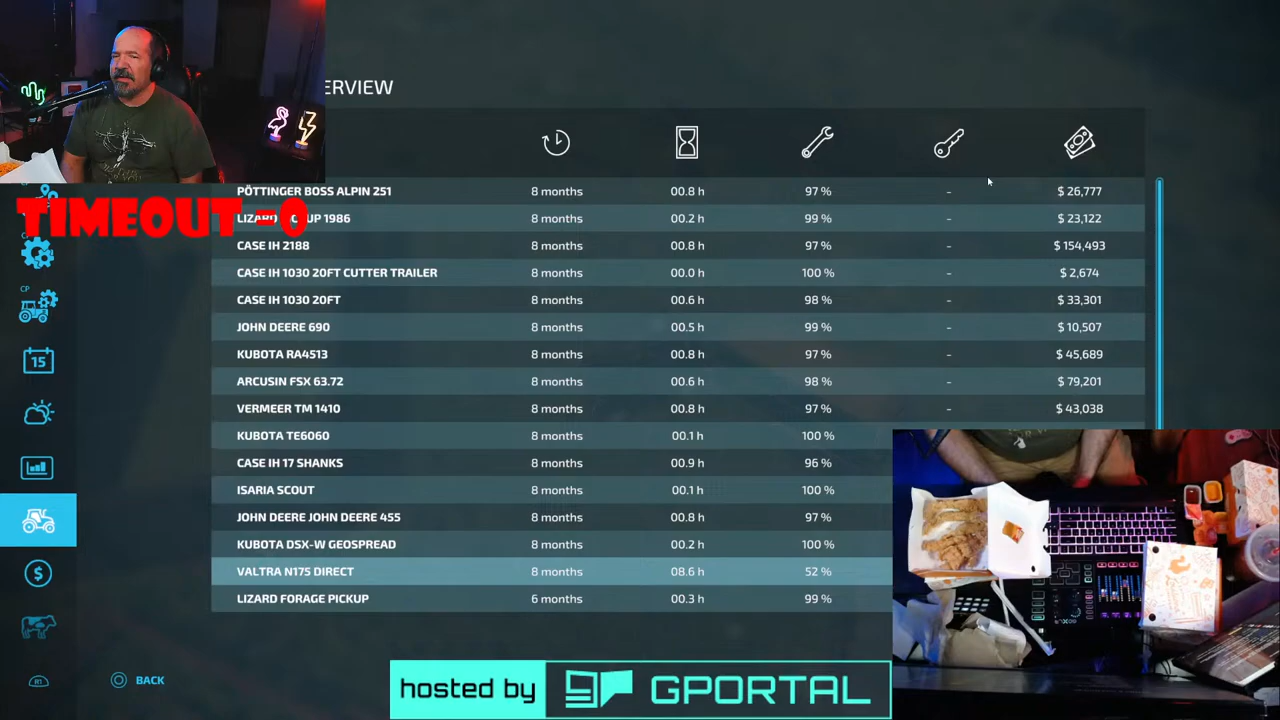 ERVIEW
TIMEOUT =0
PÖTTINGER BOSS ALPIN 251 8 months 00.8 h 97 % - $ 26,777
LIZARD UP 1986 8 months 00.2 h 99 % - $ 23,122
CASE IH 2188 8 months 00.8 h 97 % - $ 154,493
CASE IH 1030 20FT CUTTER TRAILER 8 months 00.0 h 100 % - $ 2,674
CASE IH 1030 20FT 8 months 00.6 h 98 % - $ 33,301
JOHN DEERE 690 8 months 00.5 h 99 % - $ 10,507
KUBOTA RA4513 8 months 00.8 h 97 % - $ 45,689
ARCUSIN FSX 63.72 8 months 00.6 h 98 % - $ 79,201
VERMEER TM 1410 8 months 00.8 h 97 % - $ 43,038
KUBOTA TE6060 8 months 00.1 h 100 %
CASE IH 17 SHANKS 8 months 00.9 h 96 %
ISARIA SCOUT 8 months 00.1 h 100 %
JOHN DEERE JOHN DEERE 455 8 months 00.8 h 97 %
KUBOTA DSX-W GEOSPREAD 8 months 00.2 h 100 %
VALTRA N175 DIRECT 8 months 08.6 h 52 %
LIZARD FORAGE PICKUP 6 months 00.3 h 99 %
CP
15
$
R1
BACK
hosted by GPORTAL